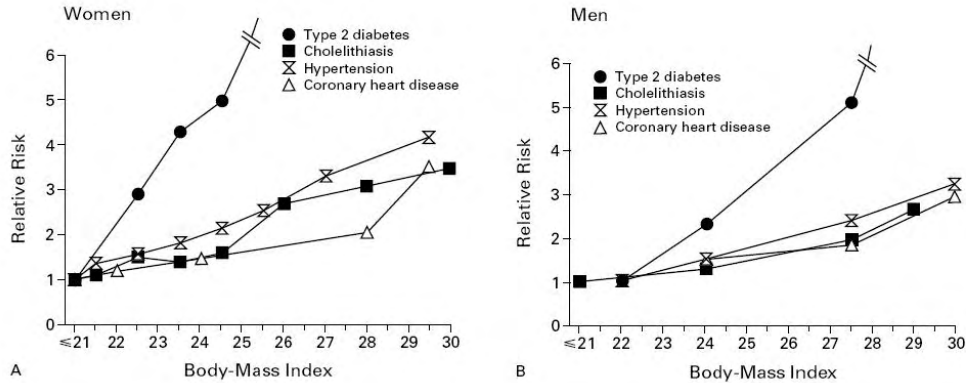 Women
Type 2 diabetes
Cholelithiasis
Hypertension
Coronary heart disease
6
5
4
3
2
1
0
Relative Risk
≤21 22 23 24 25 26 27 28 29 30
A
Body-Mass Index
Men
Type 2 diabetes
Cholelithiasis
Hypertension
Coronary heart disease
6
5
4
3
2
1
0
Relative Risk
≤21 22 23 24 25 26 27 28 29 30
B
Body-Mass Index